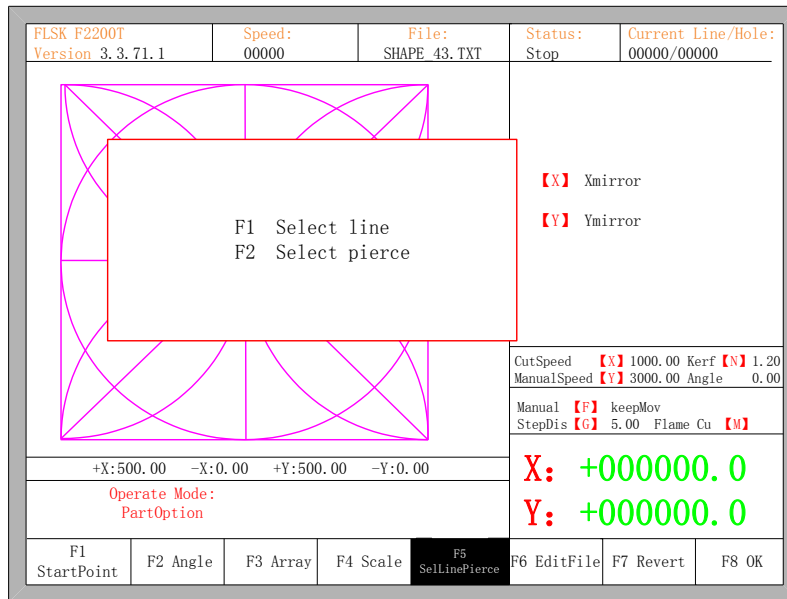 FLSK F2200T
Version 3.3.71.1
Speed:
00000
File:
SHAPE_43.TXT
Status:
Stop
Current Line/Hole:
00000/00000
F1 Select line
F2 Select pierce
【X】 Xmirror
【Y】 Ymirror
CutSpeed 【X】 1000.00 Kerf 【N】 1.20
ManualSpeed 【Y】 3000.00 Angle 0.00
Manual 【F】 keepMov
StepDis 【G】 5.00 Flame Cu 【M】
+X:500.00 -X:0.00 +Y:500.00 -Y:0.00
Operate Mode:
PartOption
X: +000000.0
Y: +000000.0
F1
StartPoint
F2 Angle
F3 Array
F4 Scale
F5
SelLinePierce
F6 EditFile
F7 Revert
F8 OK